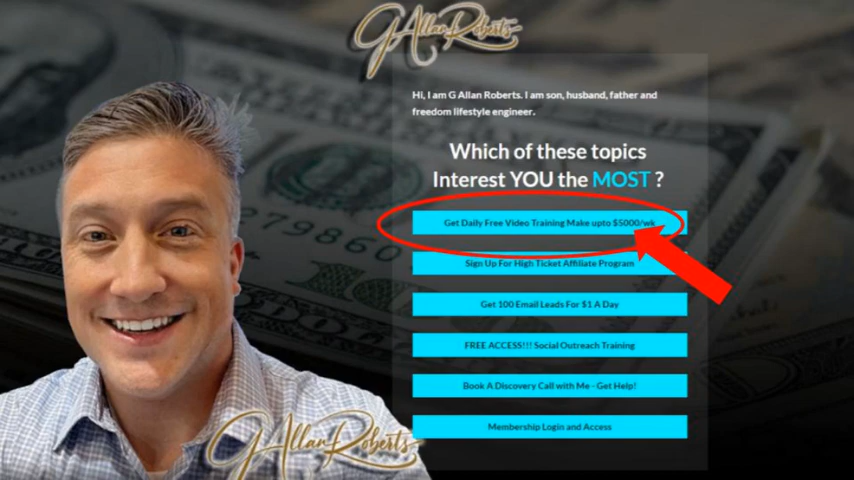 G Allan Roberts
Hi, I am G Allan Roberts. I am son, husband, father and
freedom lifestyle engineer.
Which of these topics
Interest YOU the MOST ?
Get Daily Free Video Training Make upto $5000/wk
Sign Up For High Ticket Affiliate Program
Get 100 Email Leads For $1 A Day
FREE ACCESS!!! Social Outreach Training
Book A Discovery Call with Me - Get Help!
Membership Login and Access
G Allan Roberts
79860